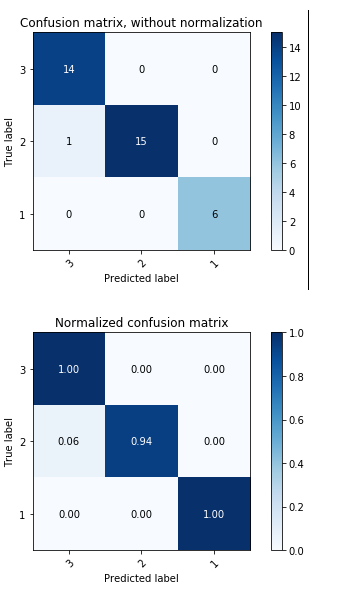 Confusion matrix, without normalization
3 14 0 0
2 1 15 0
1 0 0 6
3 2 1
True label
Predicted label
14
12
10
8
6
4
2
0
Normalized confusion matrix
3 1.00 0.00 0.00
2 0.06 0.94 0.00
1 0.00 0.00 1.00
3 2 1
True label
Predicted label
1.0
0.8
0.6
0.4
0.2
0.0